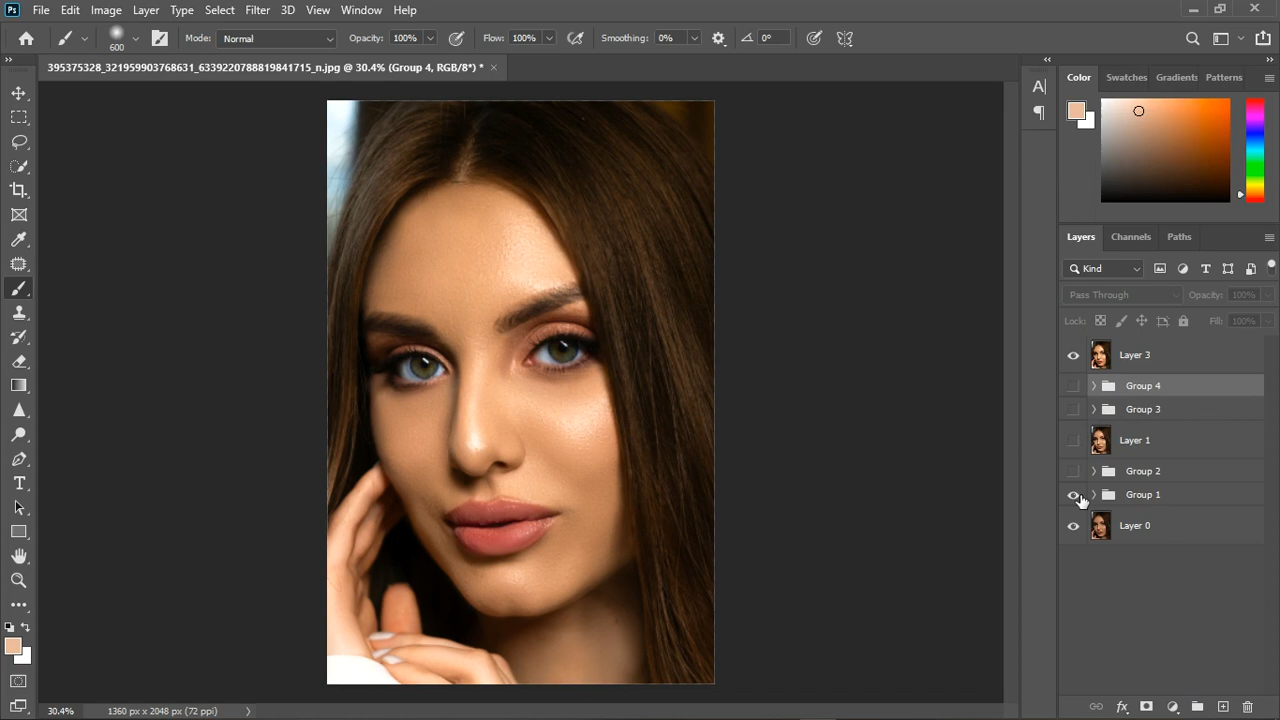 Ps File Edit Image Layer Type Select Filter 3D View Window Help
600 Mode: Normal Opacity: 100% Flow: 100% Smoothing: 0% 0°
395375328_321959903768631_6339220788819841715_n.jpg @ 30.4% (Group 4, RGB/8*) *
Color Swatches Gradients Patterns
Layers Channels Paths
Kind
Pass Through Opacity: 100%
Lock: Fill: 100%
Layer 3
Group 4
Group 3
Layer 1
Group 2
Group 1
Layer 0
30.4% 1360 px x 2048 px (72 ppi)